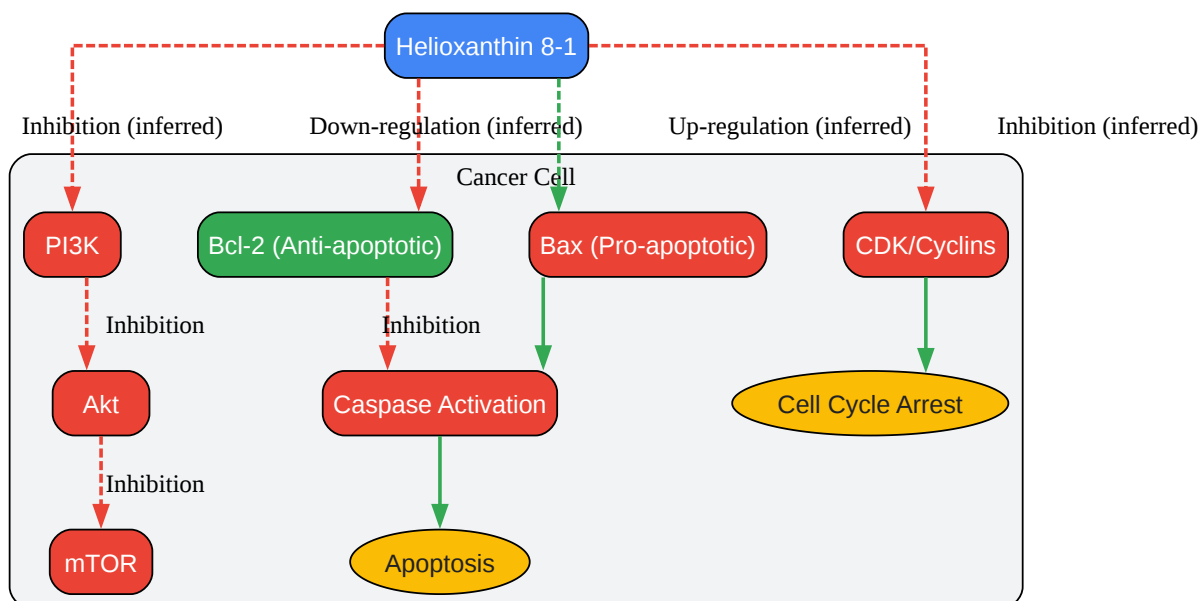 Helioxanthin 8-1
Inhibition (inferred)
Down-regulation (inferred)
Up-regulation (inferred)
Inhibition (inferred)
Cancer Cell
PI3K
Bcl-2 (Anti-apoptotic)
Bax (Pro-apoptotic)
CDK/Cyclins
Inhibition
Inhibition
Akt
Caspase Activation
Cell Cycle Arrest
Inhibition
mTOR
Apoptosis